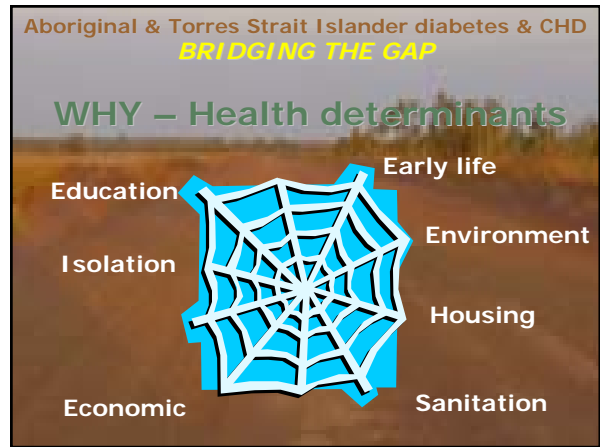 Aboriginal & Torres Strait Islander diabetes & CHD
BRIDGING THE GAP
WHY – Health determinants
Early life
Education
Environment
Isolation
Housing
Economic
Sanitation